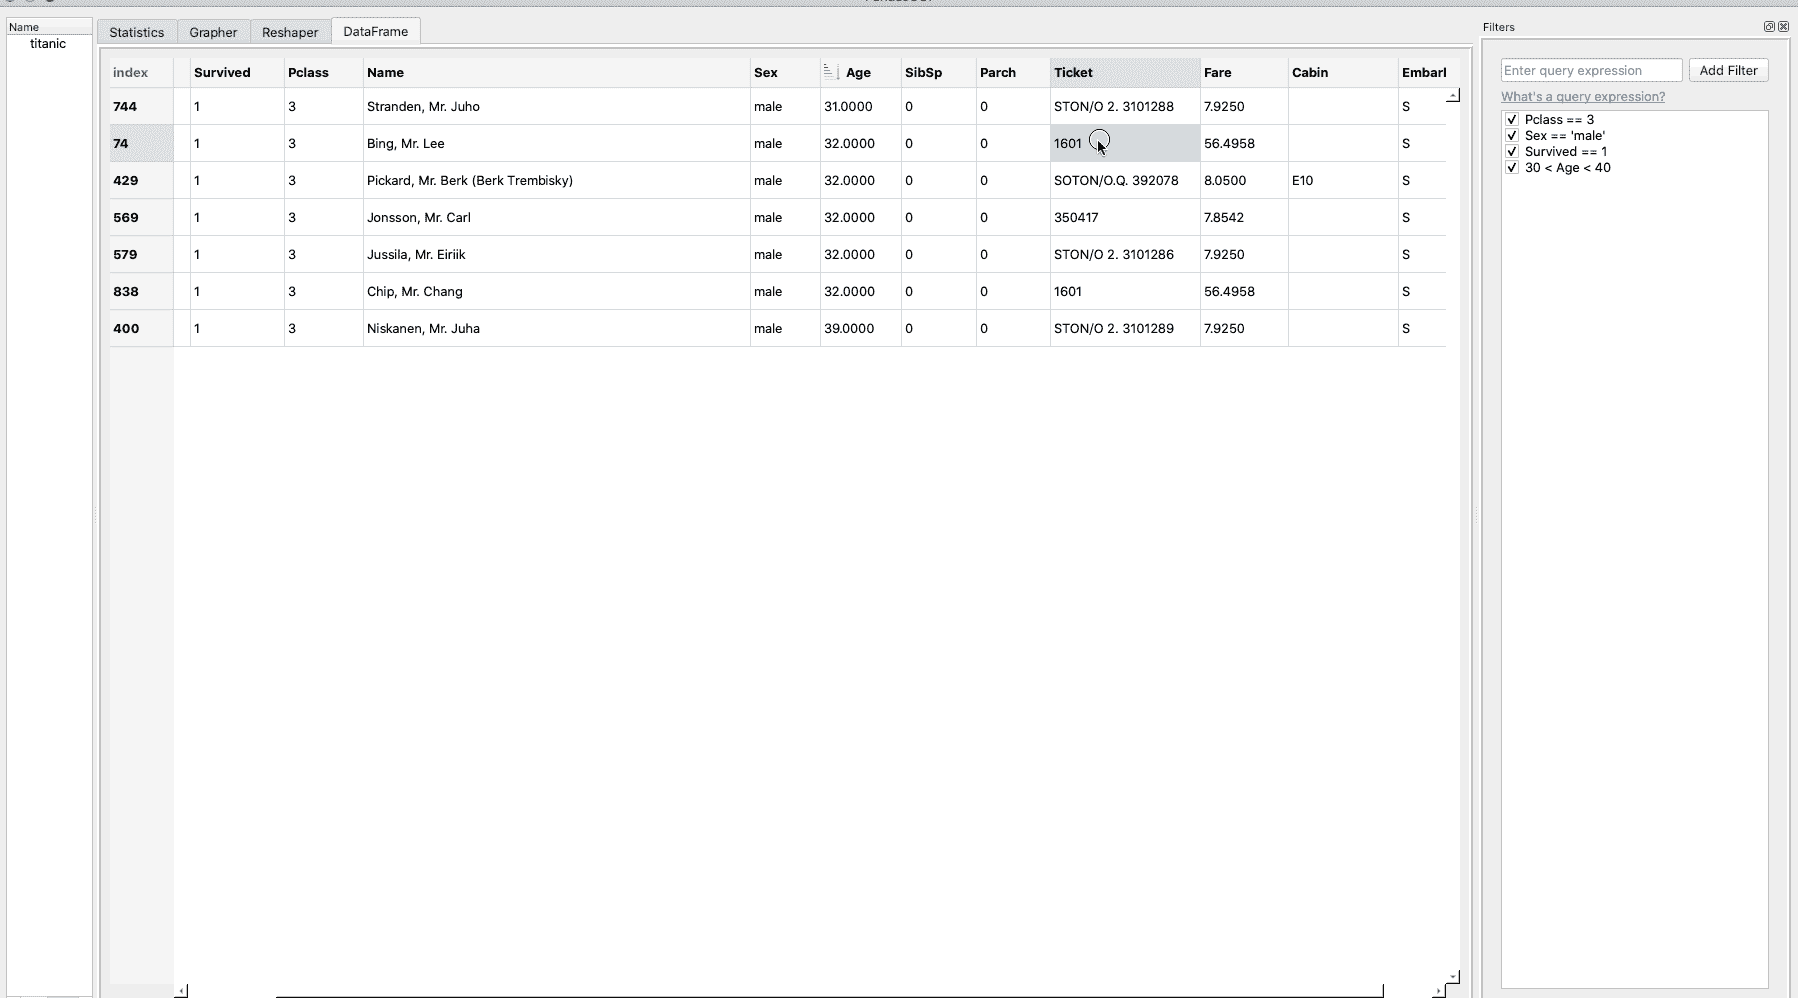 Name
titanic
Statistics Grapher Reshaper DataFrame
index Survived Pclass Name Sex Age SibSp Parch Ticket Fare Cabin Embarl
744 1 3 Stranden, Mr. Juho male 31.0000 0 0 STON/O 2. 3101288 7.9250 S
74 1 3 Bing, Mr. Lee male 32.0000 0 0 1601 56.4958 S
429 1 3 Pickard, Mr. Berk (Berk Trembisky) male 32.0000 0 0 SOTON/O.Q. 392078 8.0500 E10 S
569 1 3 Jonsson, Mr. Carl male 32.0000 0 0 350417 7.8542 S
579 1 3 Jussila, Mr. Eiriik male 32.0000 0 0 STON/O 2. 3101286 7.9250 S
838 1 3 Chip, Mr. Chang male 32.0000 0 0 1601 56.4958 S
400 1 3 Niskanen, Mr. Juha male 39.0000 0 0 STON/O 2. 3101289 7.9250 S
Filters
Enter query expression Add Filter
What's a query expression?
Pclass == 3
Sex == 'male'
Survived == 1
30 < Age < 40